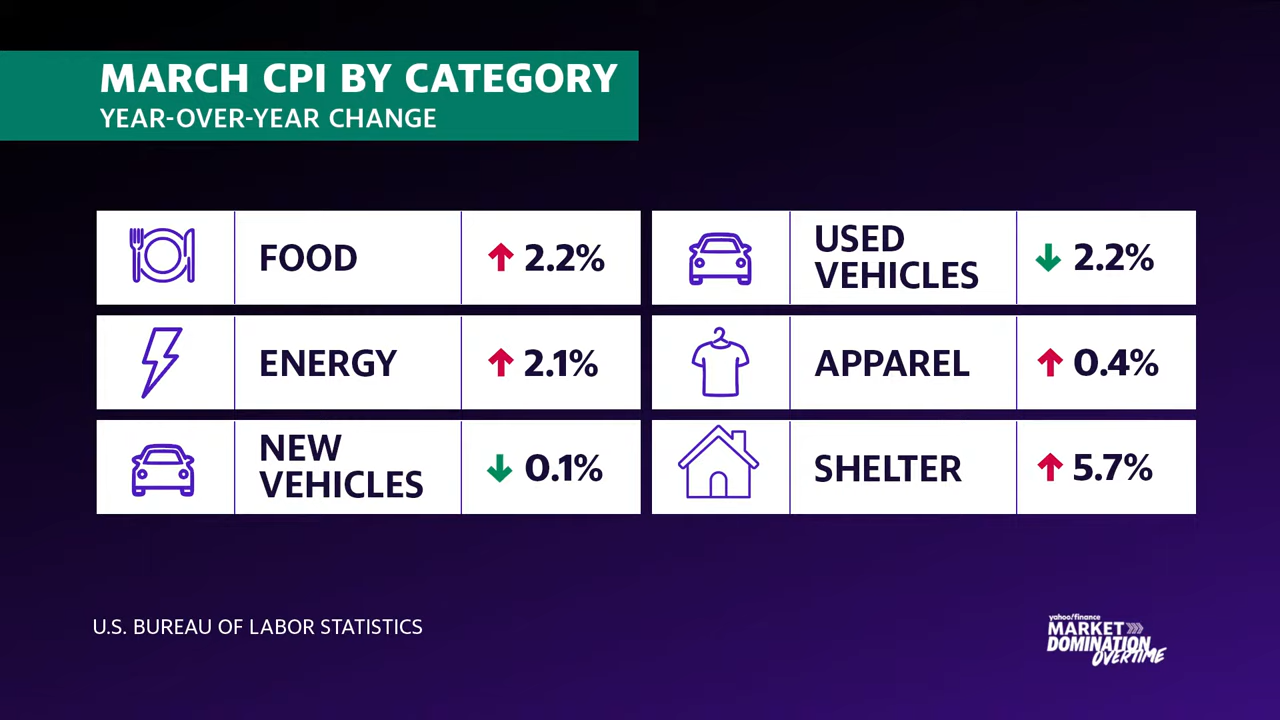 MARCH CPI BY CATEGORY
YEAR-OVER-YEAR CHANGE
FOOD
2.2%
ENERGY
2.1%
NEW
VEHICLES
0.1%
USED
VEHICLES
2.2%
APPAREL
0.4%
SHELTER
5.7%
U.S. BUREAU OF LABOR STATISTICS
yahoo!finance
MARKET
DOMINATION
OVERTIME